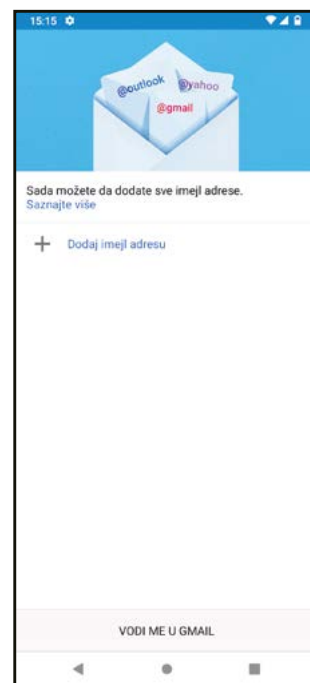 15:15
@outlook
@yahoo
@gmail
Sada možete da dodate sve imejl adrese.
Saznajte više
Dodaj imejl adresu
VODI ME U GMAIL